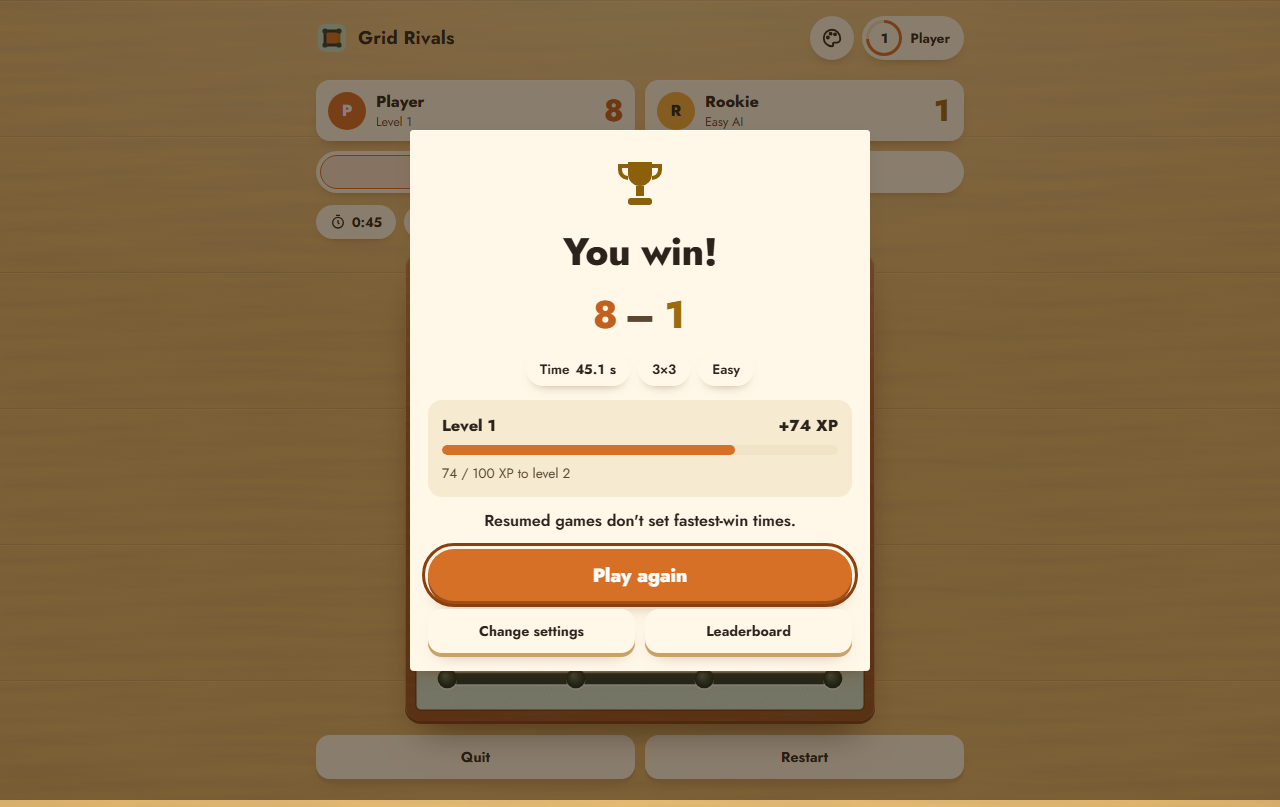 Grid Rivals
1 Player
P Player 8
Level 1
R Rookie 1
Easy AI
0:45
You win!
8 – 1
Time 45.1 s 3×3 Easy
Level 1 +74 XP
74 / 100 XP to level 2
Resumed games don't set fastest-win times.
Play again
Change settings Leaderboard
Quit Restart